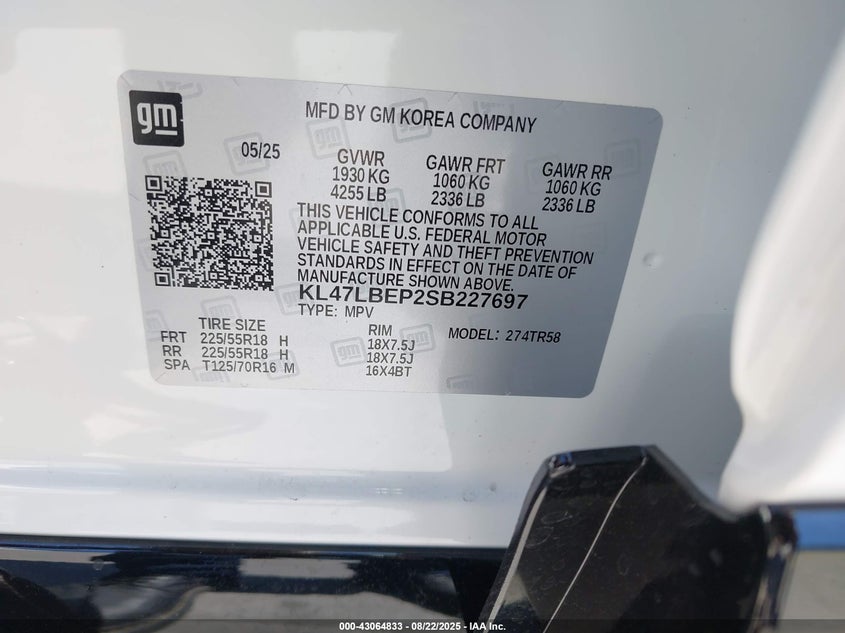 gm
MFD BY GM KOREA COMPANY
05/25
GVWR
1930 KG
4255 LB
GAWR FRT
1060 KG
2336 LB
GAWR RR
1060 KG
2336 LB
THIS VEHICLE CONFORMS TO ALL
APPLICABLE U.S. FEDERAL MOTOR
VEHICLE SAFETY AND THEFT PREVENTION
STANDARDS IN EFFECT ON THE DATE OF
MANUFACTURE SHOWN ABOVE.
KL47LBEP2SB227697
TYPE: MPV
TIRE SIZE
FRT 225/55R18 H
RR 225/55R18 H
SPA T125/70R16 M
RIM
18X7.5J
18X7.5J
16X4BT
MODEL: 274TR58
000-43064833 - 08/22/2025 - IAA Inc.